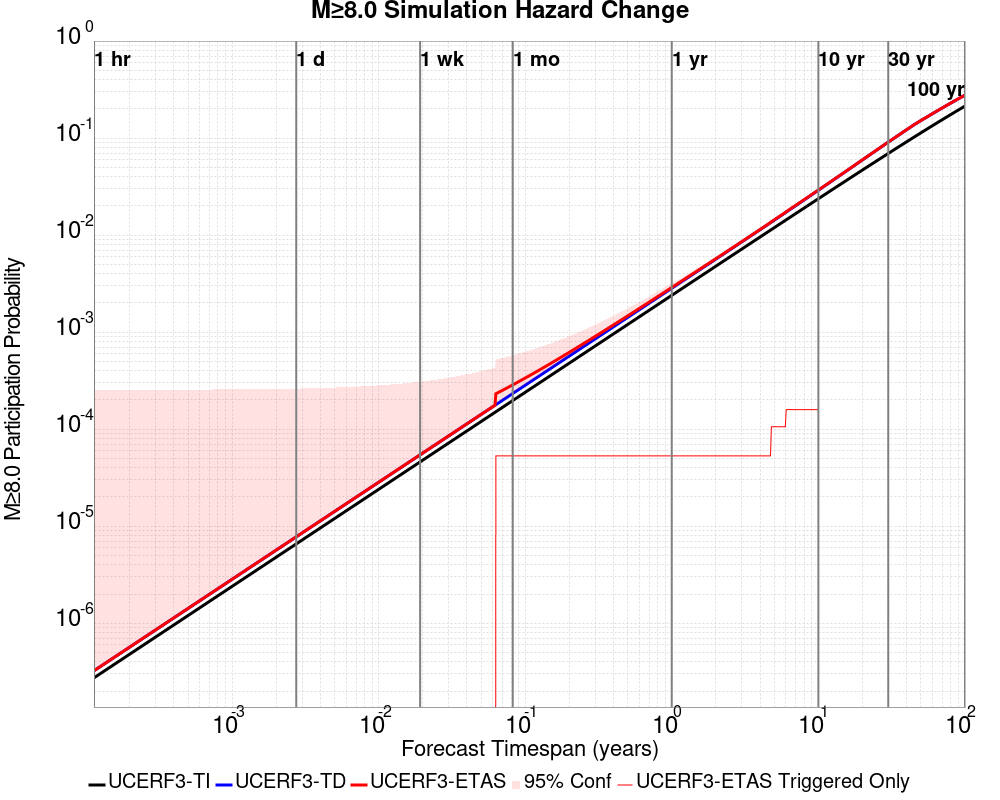 M≥8.0 Simulation Hazard Change
1 hr 1 d 1 wk 1 mo 1 yr 10 yr 30 yr
100 yr
10^0
10^-1
10^-2
10^-3
10^-4
10^-5
10^-6
M≥8.0 Participation Probability
10^-3 10^-2 10^-1 10^0 10^1 10^2
Forecast Timespan (years)
UCERF3-TI UCERF3-TD UCERF3-ETAS 95% Conf UCERF3-ETAS Triggered Only